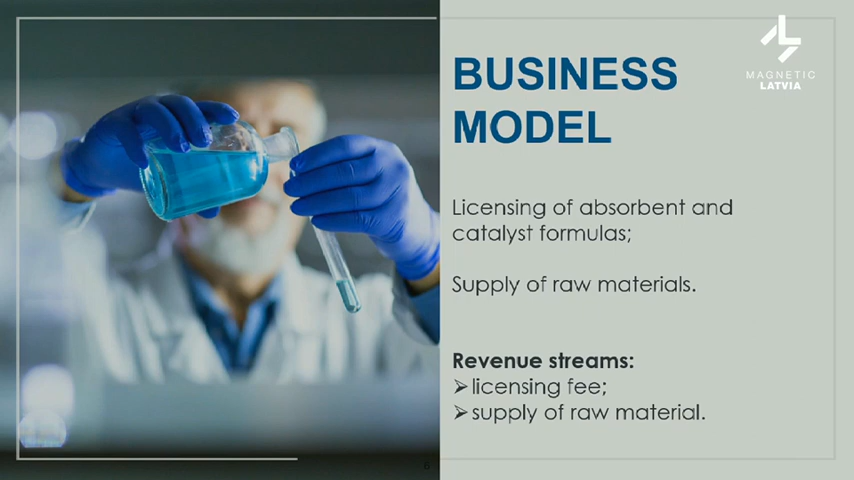 BUSINESS
MODEL
MAGNETIC
LATVIA
Licensing of absorbent and
catalyst formulas;
Supply of raw materials.
Revenue streams:
➢licensing fee;
➢supply of raw material.
6